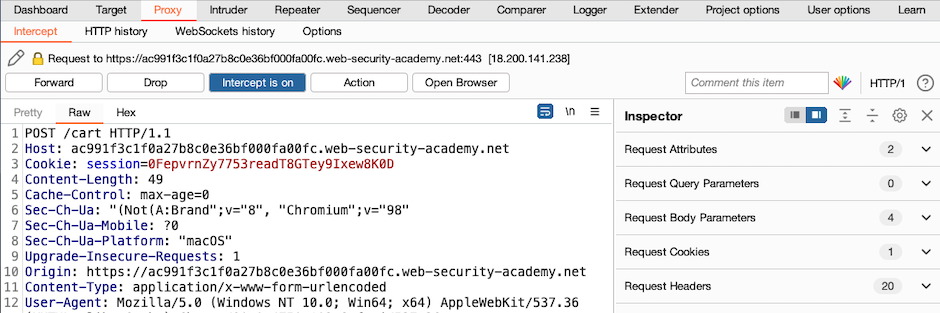 Dashboard Target Proxy Intruder Repeater Sequencer Decoder Comparer Logger Extender Project options User options Learn
Intercept HTTP history WebSockets history Options
Request to https://ac991f3c1f0a27b8c0e36bf000fa00fc.web-security-academy.net:443 [18.200.141.238]
Forward Drop Intercept is on Action Open Browser Comment this item HTTP/1 ?
Pretty Raw Hex \n
Inspector
1 POST /cart HTTP/1.1
2 Host: ac991f3c1f0a27b8c0e36bf000fa00fc.web-security-academy.net
3 Cookie: session=0FepvrnZy7753readT8GTey9Ixew8K0D
4 Content-Length: 49
5 Cache-Control: max-age=0
6 Sec-Ch-Ua: "(Not(A:Brand";v="8", "Chromium";v="98"
7 Sec-Ch-Ua-Mobile: ?0
8 Sec-Ch-Ua-Platform: "macOS"
9 Upgrade-Insecure-Requests: 1
10 Origin: https://ac991f3c1f0a27b8c0e36bf000fa00fc.web-security-academy.net
11 Content-Type: application/x-www-form-urlencoded
12 User-Agent: Mozilla/5.0 (Windows NT 10.0; Win64; x64) AppleWebKit/537.36
Request Attributes 2
Request Query Parameters 0
Request Body Parameters 4
Request Cookies 1
Request Headers 20